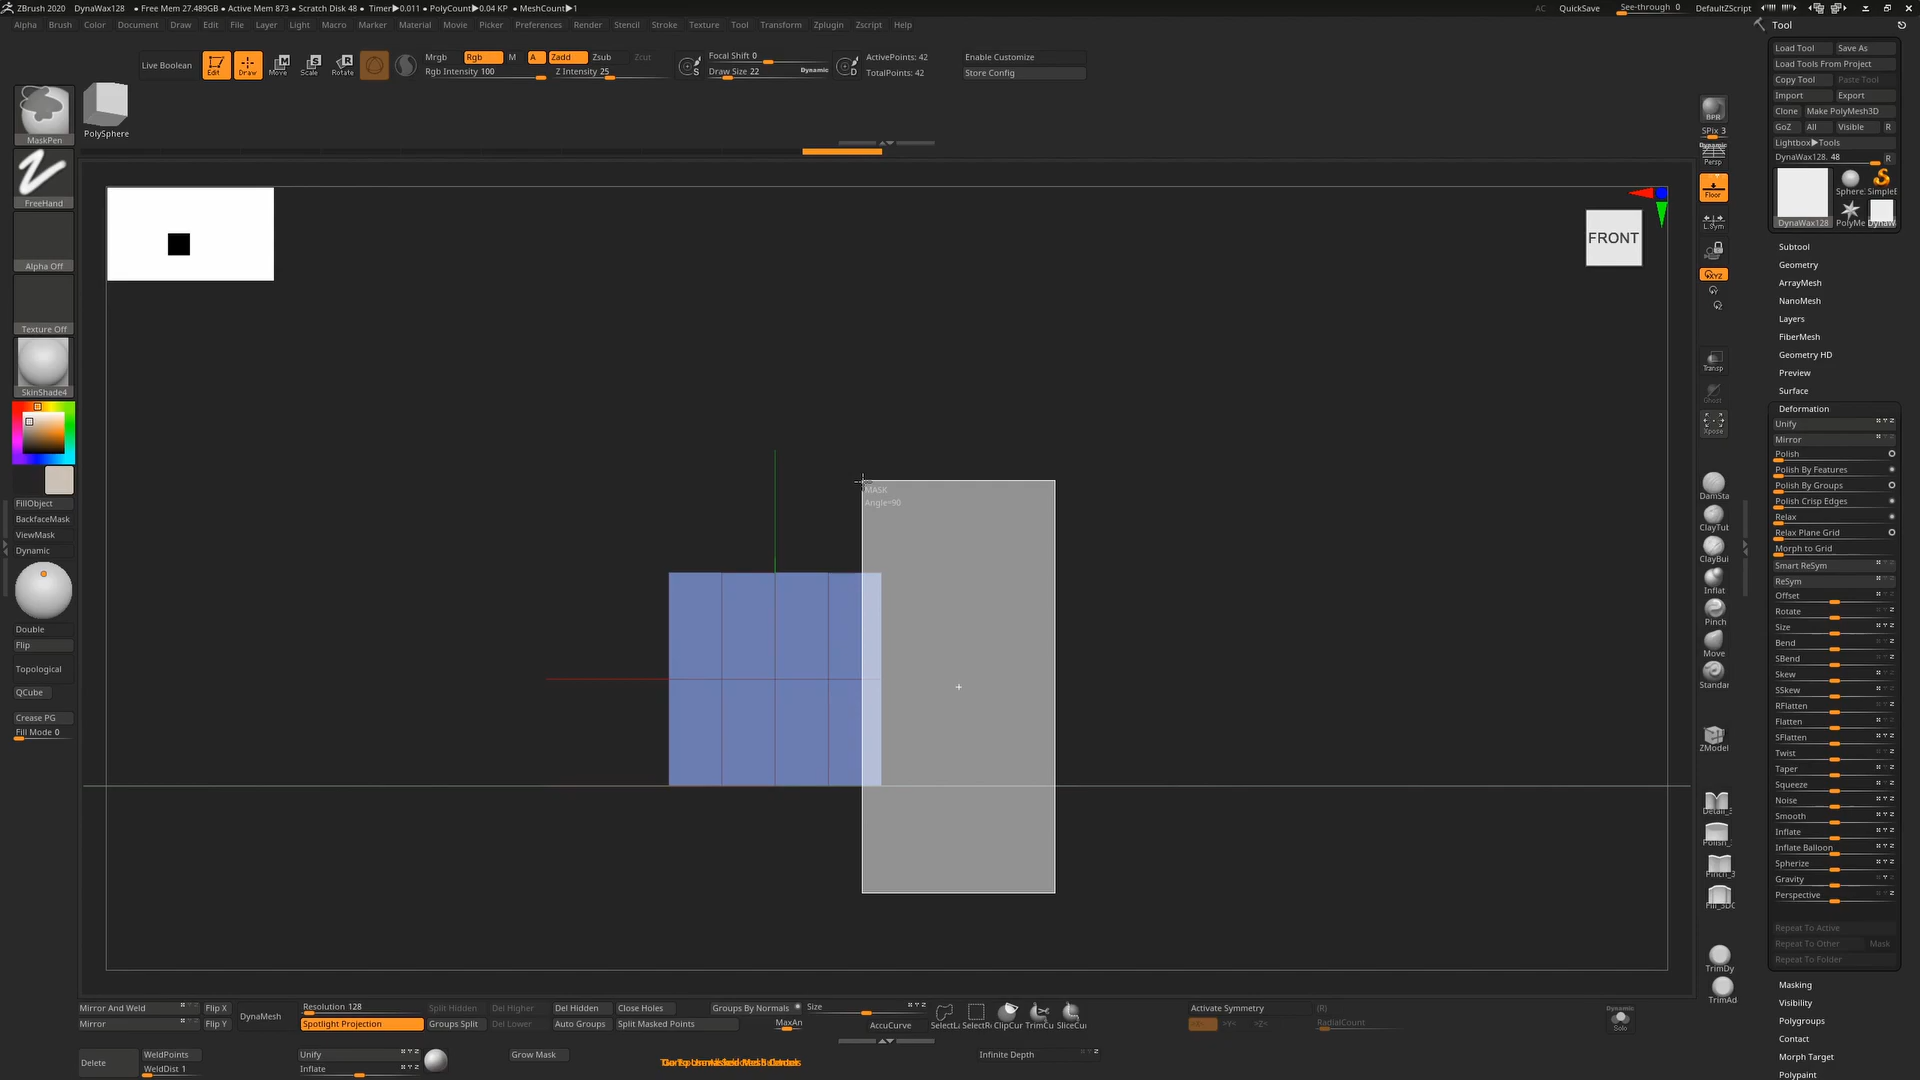 ZBrush 2020 DynaWax128 • Free Mem 27.489GB • Active Mem 873 • Scratch Disk 48 • Timer▶0.011 • PolyCount▶0.04 KP • MeshCount▶1 AC QuickSave See-through 0 DefaultZScript
Alpha Brush Color Document Draw Edit File Layer Light Macro Marker Material Movie Picker Preferences Render Stencil Stroke Texture Tool Transform Zplugin Zscript Help
Live Boolean Edit Draw Move Scale Rotate
Mrgb Rgb M A Zadd Zsub Zcut
Rgb Intensity 100 Z Intensity 25
S Focal Shift 0
Draw Size 22 Dynamic D
ActivePoints: 42
TotalPoints: 42
Enable Customize
Store Config
MaskPen
PolySphere
FreeHand
Alpha Off
Texture Off
SkinShade4
FillObject
BackfaceMask
ViewMask
Dynamic
Double
Flip
Topological
QCube
Crease PG
Fill Mode 0
FRONT
MASK
Angle=90
BPR
SPix 3
Dynamic
Persp
Floor
L.Sym
XYZ
Transp
Ghost
Xpose
DamSta
ClayTub
ClayBui
Inflat
Pinch
Move
Standar
ZModel
TrimDy
TrimAd
Tool
Load Tool Save As
Load Tools From Project
Copy Tool Paste Tool
Import Export
Clone Make PolyMesh3D
GoZ All Visible R
Lightbox▶Tools
DynaWax128. 48 R
Sphere SimpleB
DynaWax128 PolyMe DynaW
Subtool
Geometry
ArrayMesh
NanoMesh
Layers
FiberMesh
Geometry HD
Preview
Surface
Deformation
Unify
Mirror
Polish
Polish By Features
Polish By Groups
Polish Crisp Edges
Relax
Relax Plane Grid
Morph to Grid
Smart ReSym
ReSym
Offset
Rotate
Size
Bend
SBend
Skew
SSkew
RFlatten
Flatten
SFlatten
Twist
Taper
Squeeze
Noise
Smooth
Inflate
Inflate Balloon
Spherize
Gravity
Perspective
Repeat To Active
Repeat To Other Mask
Repeat To Folder
Masking
Visibility
Polygroups
Contact
Morph Target
Polypaint
Mirror And Weld Flip X
Mirror Flip Y
DynaMesh
Resolution 128
Spotlight Projection
Split Hidden Del Higher Del Hidden Close Holes
Groups Split Del Lower Auto Groups Split Masked Points
Groups By Normals
MaxAn
Size
AccuCurve
SelectLa SelectRe ClipCur TrimCu SliceCu
Activate Symmetry (R)
>X< >Y< >Z< RadialCount
Dynamic
Solo
Delete
WeldPoints
WeldDist 1
Unify
Inflate
Grow Mask
Infinite Depth